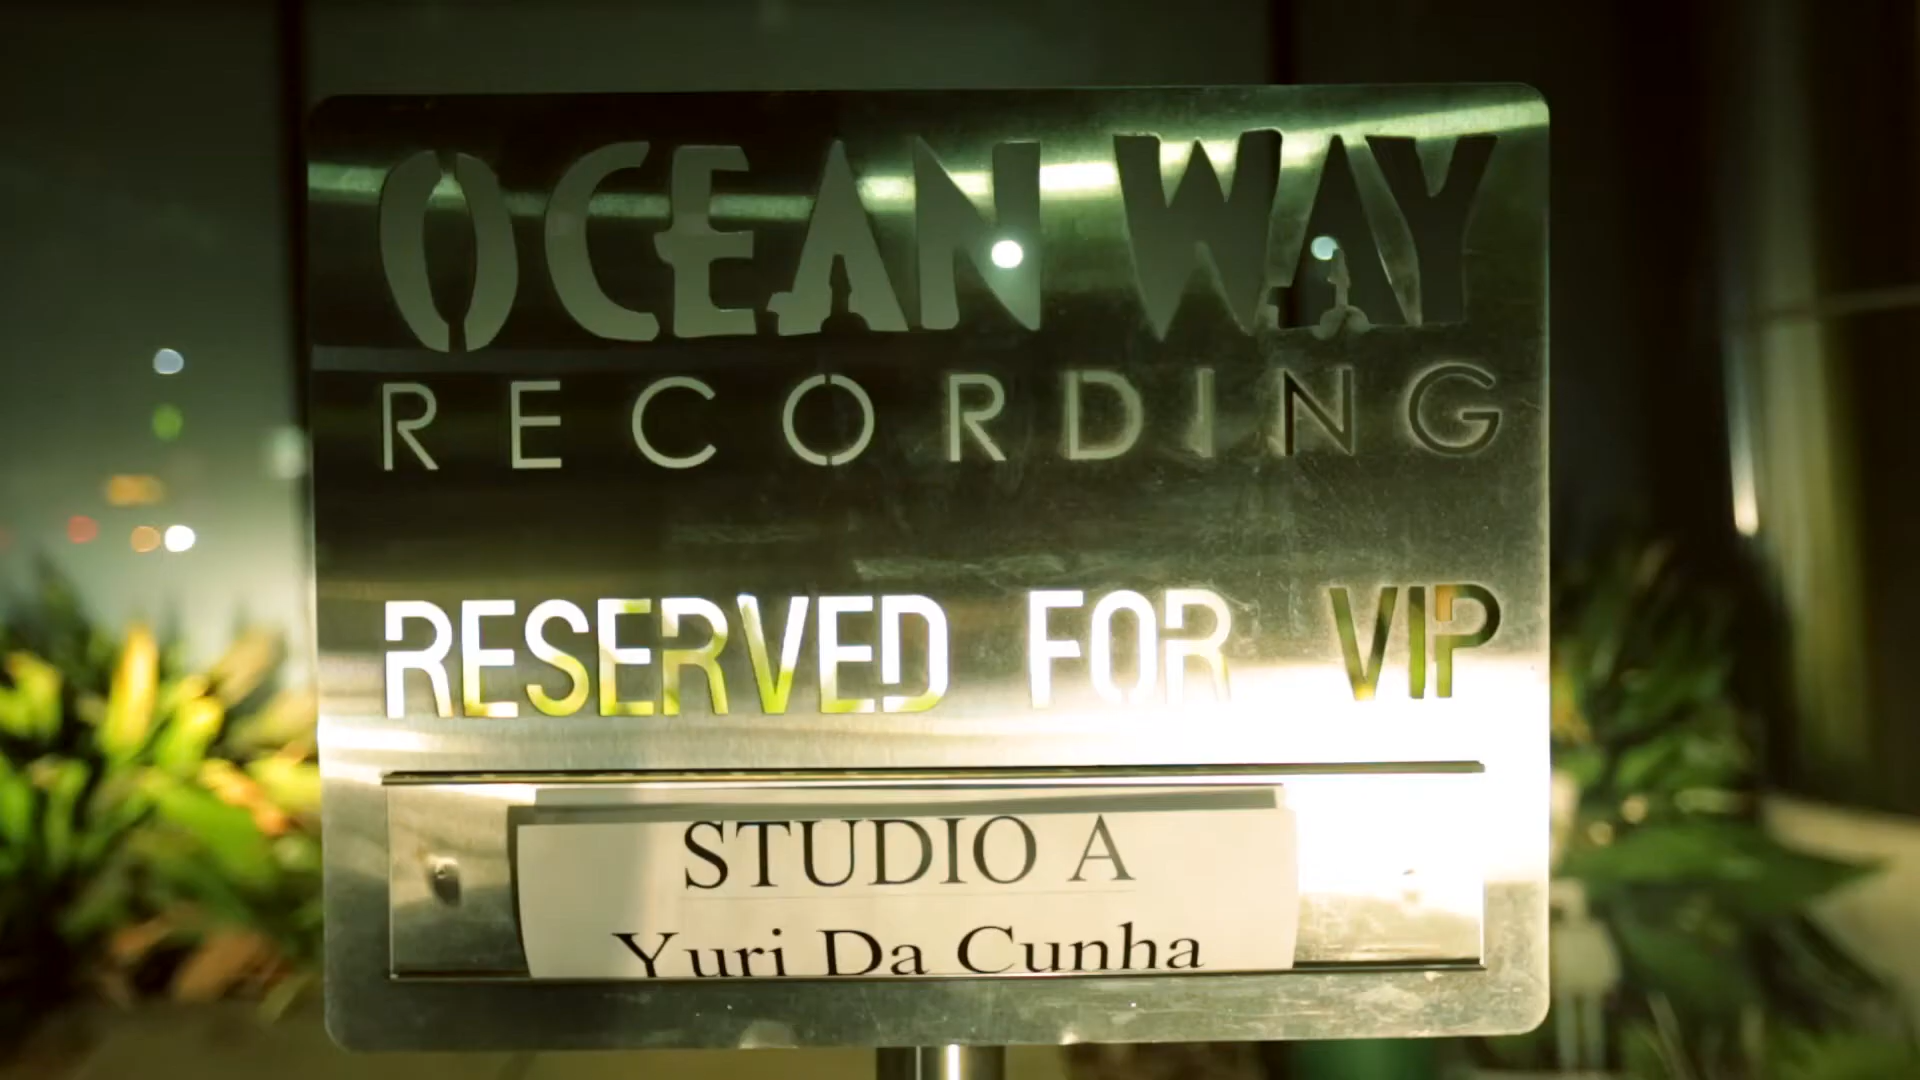 OCEAN WAY
RECORDING
RESERVED FOR VIP
STUDIO A
Yuri Da Cunha